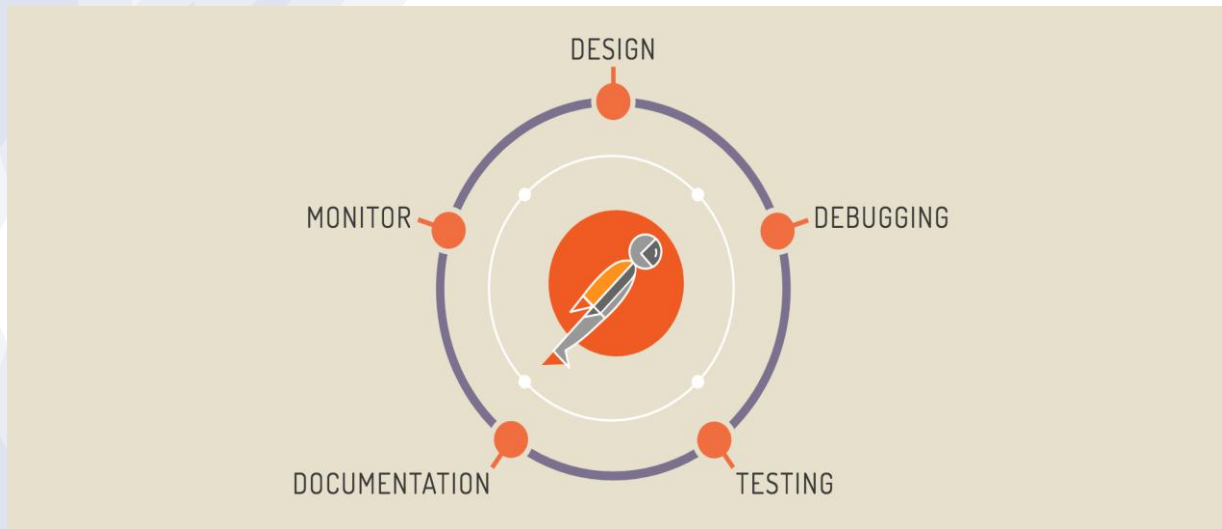 DESIGN
MONITOR
DEBUGGING
DOCUMENTATION
TESTING